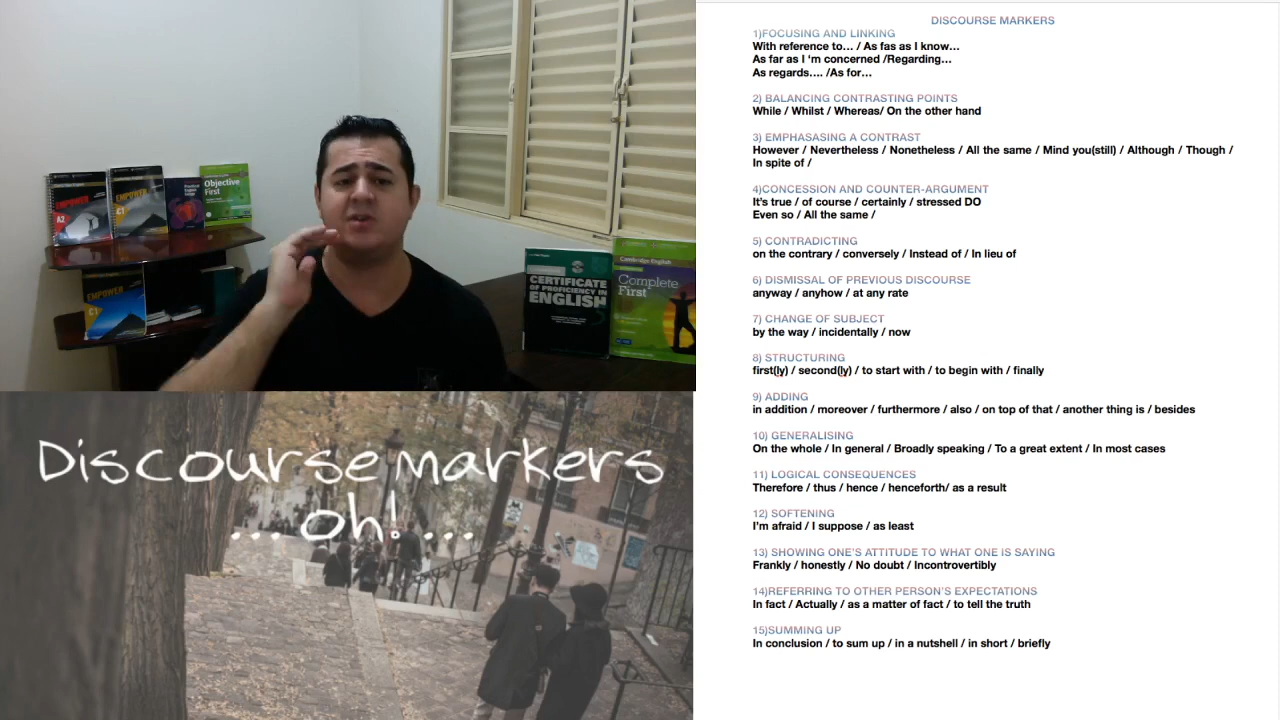 EMPOWER
A2
EMPOWER
C1
Objective
First
EMPOWER
C1
CERTIFICATE
OF PROFICIENCY IN
ENGLISH
Cambridge English
Complete
First
Discourse markers
... oh! ...
DISCOURSE MARKERS
1)FOCUSING AND LINKING
With reference to… / As fas as I know…
As far as I 'm concerned /Regarding…
As regards…. /As for…
2) BALANCING CONTRASTING POINTS
While / Whilst / Whereas/ On the other hand
3) EMPHASASING A CONTRAST
However / Nevertheless / Nonetheless / All the same / Mind you(still) / Although / Though /
In spite of /
4)CONCESSION AND COUNTER-ARGUMENT
It's true / of course / certainly / stressed DO
Even so / All the same /
5) CONTRADICTING
on the contrary / conversely / Instead of / In lieu of
6) DISMISSAL OF PREVIOUS DISCOURSE
anyway / anyhow / at any rate
7) CHANGE OF SUBJECT
by the way / incidentally / now
8) STRUCTURING
first(ly) / second(ly) / to start with / to begin with / finally
9) ADDING
in addition / moreover / furthermore / also / on top of that / another thing is / besides
10) GENERALISING
On the whole / In general / Broadly speaking / To a great extent / In most cases
11) LOGICAL CONSEQUENCES
Therefore / thus / hence / henceforth/ as a result
12) SOFTENING
I'm afraid / I suppose / as least
13) SHOWING ONE'S ATTITUDE TO WHAT ONE IS SAYING
Frankly / honestly / No doubt / Incontrovertibly
14)REFERRING TO OTHER PERSON'S EXPECTATIONS
In fact / Actually / as a matter of fact / to tell the truth
15)SUMMING UP
In conclusion / to sum up / in a nutshell / in short / briefly